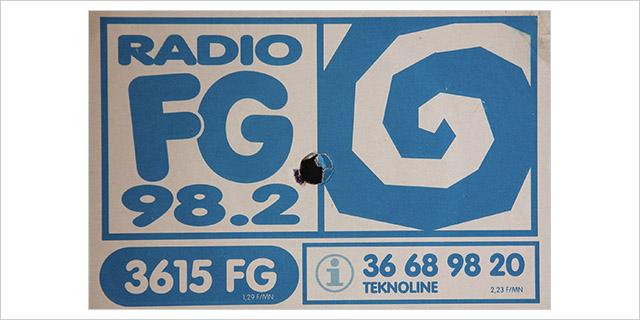 RADIO
FG
98.2
3615 FG
1,29 F/MN
i 36 68 98 20
TEKNOLINE
2,23 F/MN